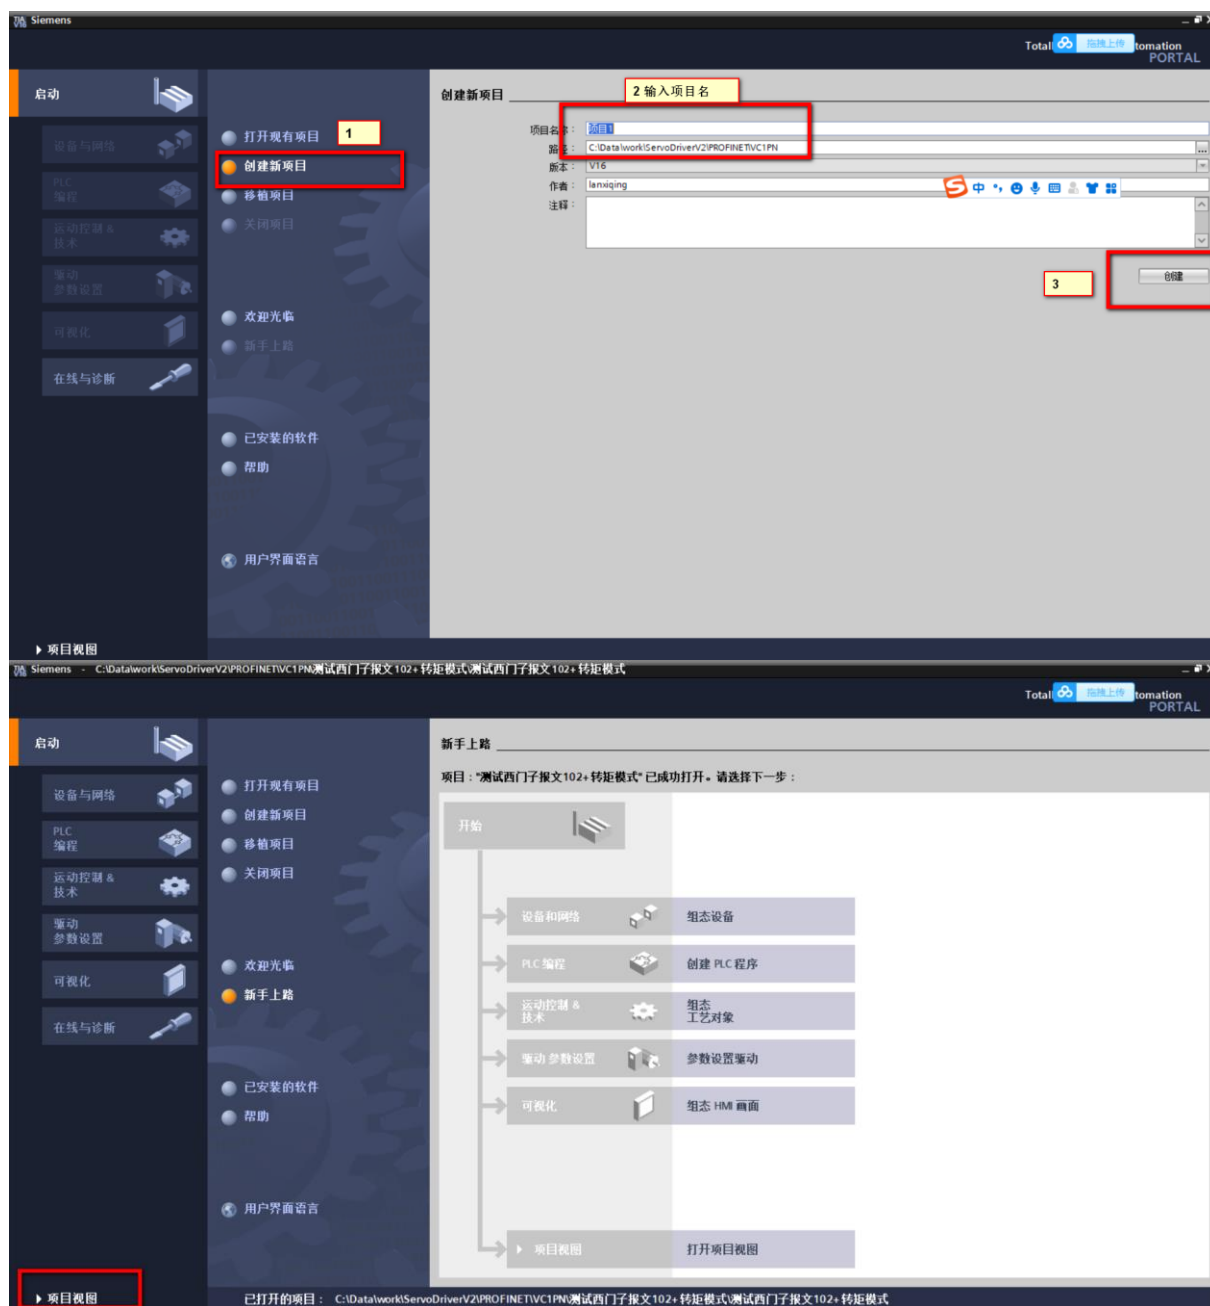 Siemens
Total
拖拽上传
tomation
PORTAL
启动
设备与网络
PLC
编程
运动控制 &
技术
驱动
参数设置
可视化
在线与诊断
打开现有项目
1
创建新项目
移植项目
关闭项目
欢迎光临
新手上路
已安装的软件
帮助
用户界面语言
项目视图
创建新项目
2 输入项目名
项目名称：
项目1
路径：
C:\Data\work\ServoDriverV2\PROFINET\VC1PN
...
版本：
V16
作者：
lanxiqing
中
注释：
3
创建
Siemens - C:\Data\work\ServoDriverV2\PROFINET\VC1PN\测试西门子报文102+转矩模式\测试西门子报文102+转矩模式
Total
拖拽上传
tomation
PORTAL
启动
设备与网络
PLC
编程
运动控制 &
技术
驱动
参数设置
可视化
在线与诊断
打开现有项目
创建新项目
移植项目
关闭项目
欢迎光临
新手上路
已安装的软件
帮助
用户界面语言
新手上路
项目："测试西门子报文102+转矩模式" 已成功打开。请选择下一步：
开始
设备和网络
组态设备
PLC 编程
创建 PLC 程序
运动控制 &
技术
组态
工艺对象
驱动 参数设置
参数设置驱动
可视化
组态 HMI 画面
项目视图
打开项目视图
项目视图
已打开的项目： C:\Data\work\ServoDriverV2\PROFINET\VC1PN\测试西门子报文102+转矩模式\测试西门子报文102+转矩模式